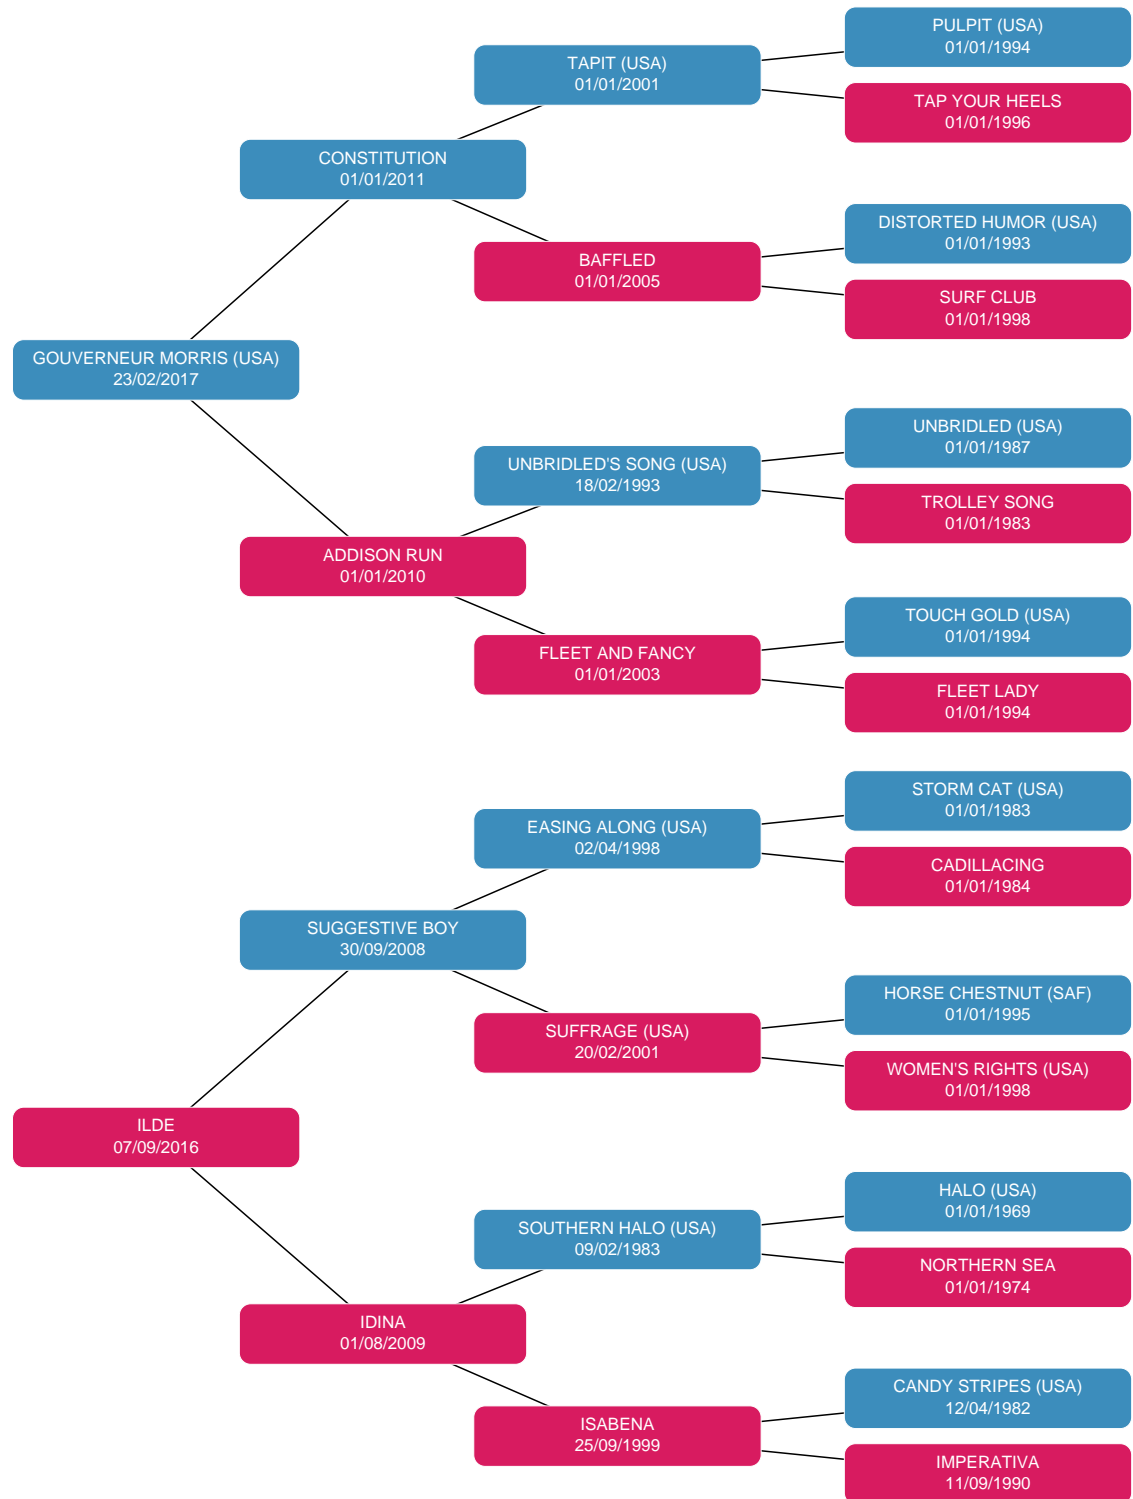 PULPIT (USA)
01/01/1994
TAPIT (USA)
01/01/2001
TAP YOUR HEELS
01/01/1996
CONSTITUTION
01/01/2011
DISTORTED HUMOR (USA)
01/01/1993
BAFFLED
01/01/2005
SURF CLUB
01/01/1998
GOUVERNEUR MORRIS (USA)
23/02/2017
UNBRIDLED (USA)
01/01/1987
UNBRIDLED'S SONG (USA)
18/02/1993
TROLLEY SONG
01/01/1983
ADDISON RUN
01/01/2010
TOUCH GOLD (USA)
01/01/1994
FLEET AND FANCY
01/01/2003
FLEET LADY
01/01/1994
STORM CAT (USA)
01/01/1983
EASING ALONG (USA)
02/04/1998
CADILLACING
01/01/1984
SUGGESTIVE BOY
30/09/2008
HORSE CHESTNUT (SAF)
01/01/1995
SUFFRAGE (USA)
20/02/2001
WOMEN'S RIGHTS (USA)
01/01/1998
ILDE
07/09/2016
HALO (USA)
01/01/1969
SOUTHERN HALO (USA)
09/02/1983
NORTHERN SEA
01/01/1974
IDINA
01/08/2009
CANDY STRIPES (USA)
12/04/1982
ISABENA
25/09/1999
IMPERATIVA
11/09/1990